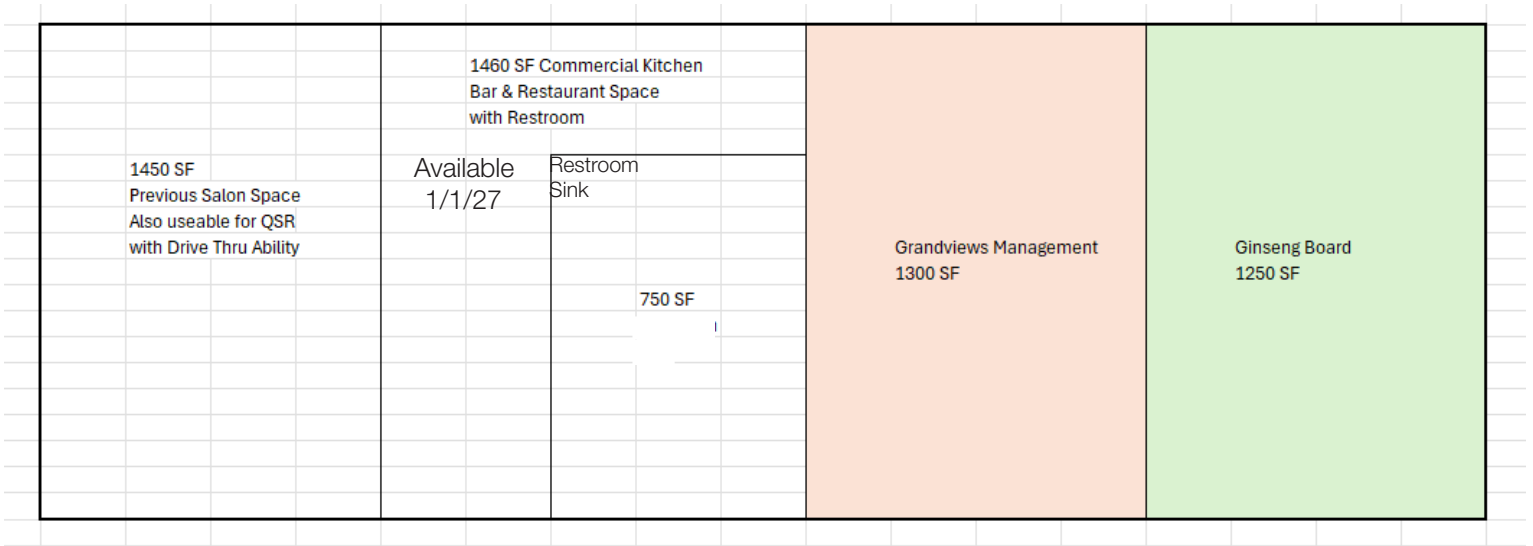 1460 SF Commercial Kitchen
Bar & Restaurant Space
with Restroom
1450 SF
Previous Salon Space
Also useable for QSR
with Drive Thru Ability
Available
1/1/27
Restroom
Sink
750 SF
Grandviews Management
1300 SF
Ginseng Board
1250 SF